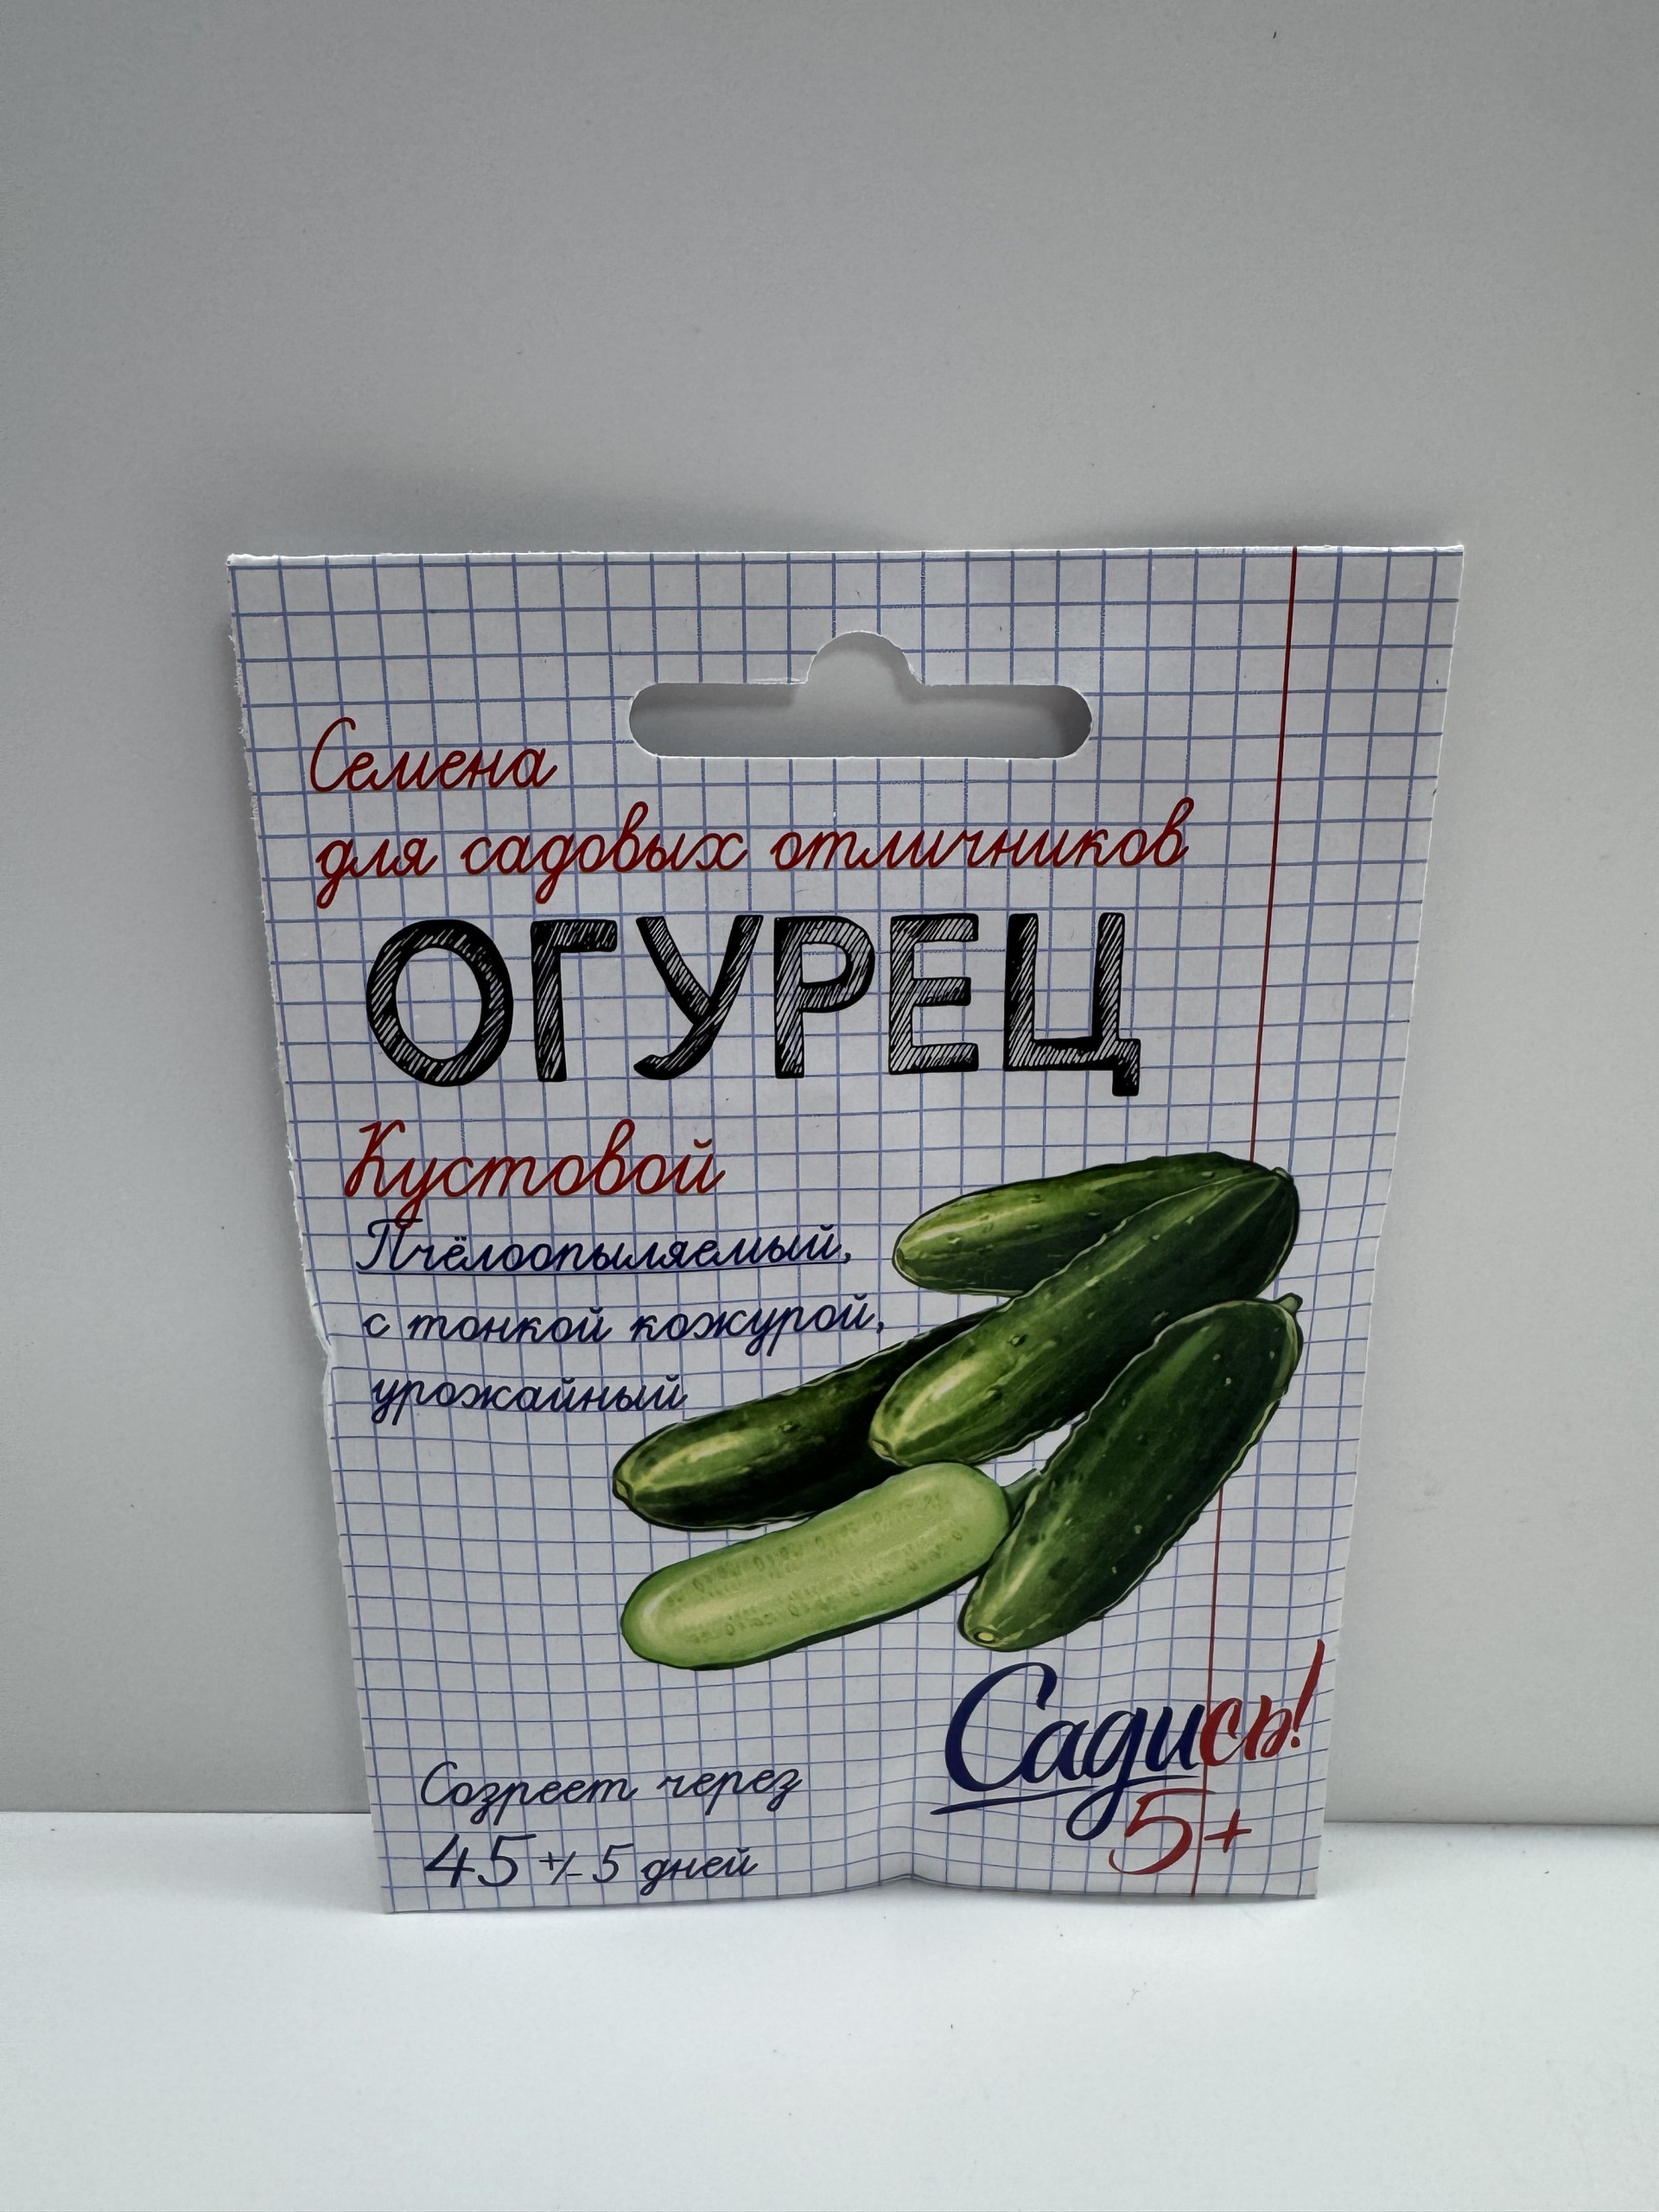 Семена
для садовых отличников
ОГУРЕЦ
Кустовой
Пчёлоопыляемый,
с тонкой кожурой,
урожайный
Садись!
5+
Созреет через
45 +/- 5 дней